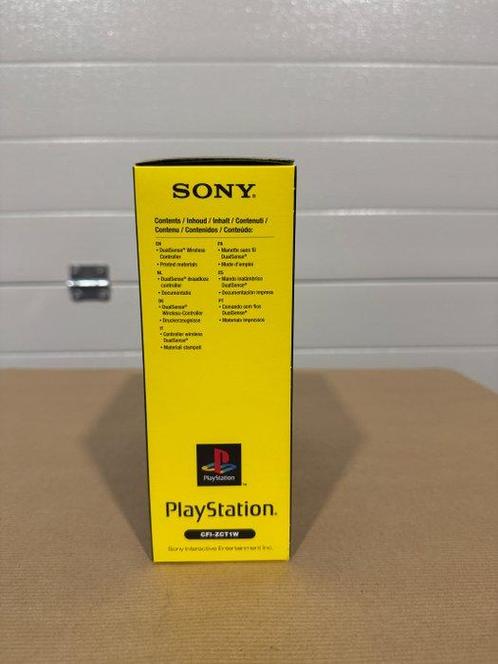 SONY®
Contents / Inhoud / Inhalt / Contenuti /
Contenu / Contenidos / Conteúdo:
EN
• DualSense® Wireless
Controller
• Printed materials
NL
• DualSense® draadloze
controller
• Documentatie
DE
• DualSense®
Wireless-Controller
• Druckerzeugnisse
IT
• Controller wireless
DualSense®
• Materiali stampati
FR
• Manette sans fil
DualSense®
• Mode d'emploi
ES
• Mando inalámbrico
DualSense®
• Documentación impresa
PT
• Comando sem fios
DualSense®
• Materiais impressos
PlayStation
™
PlayStation®
CFI-ZCT1W
Sony Interactive Entertainment Inc.